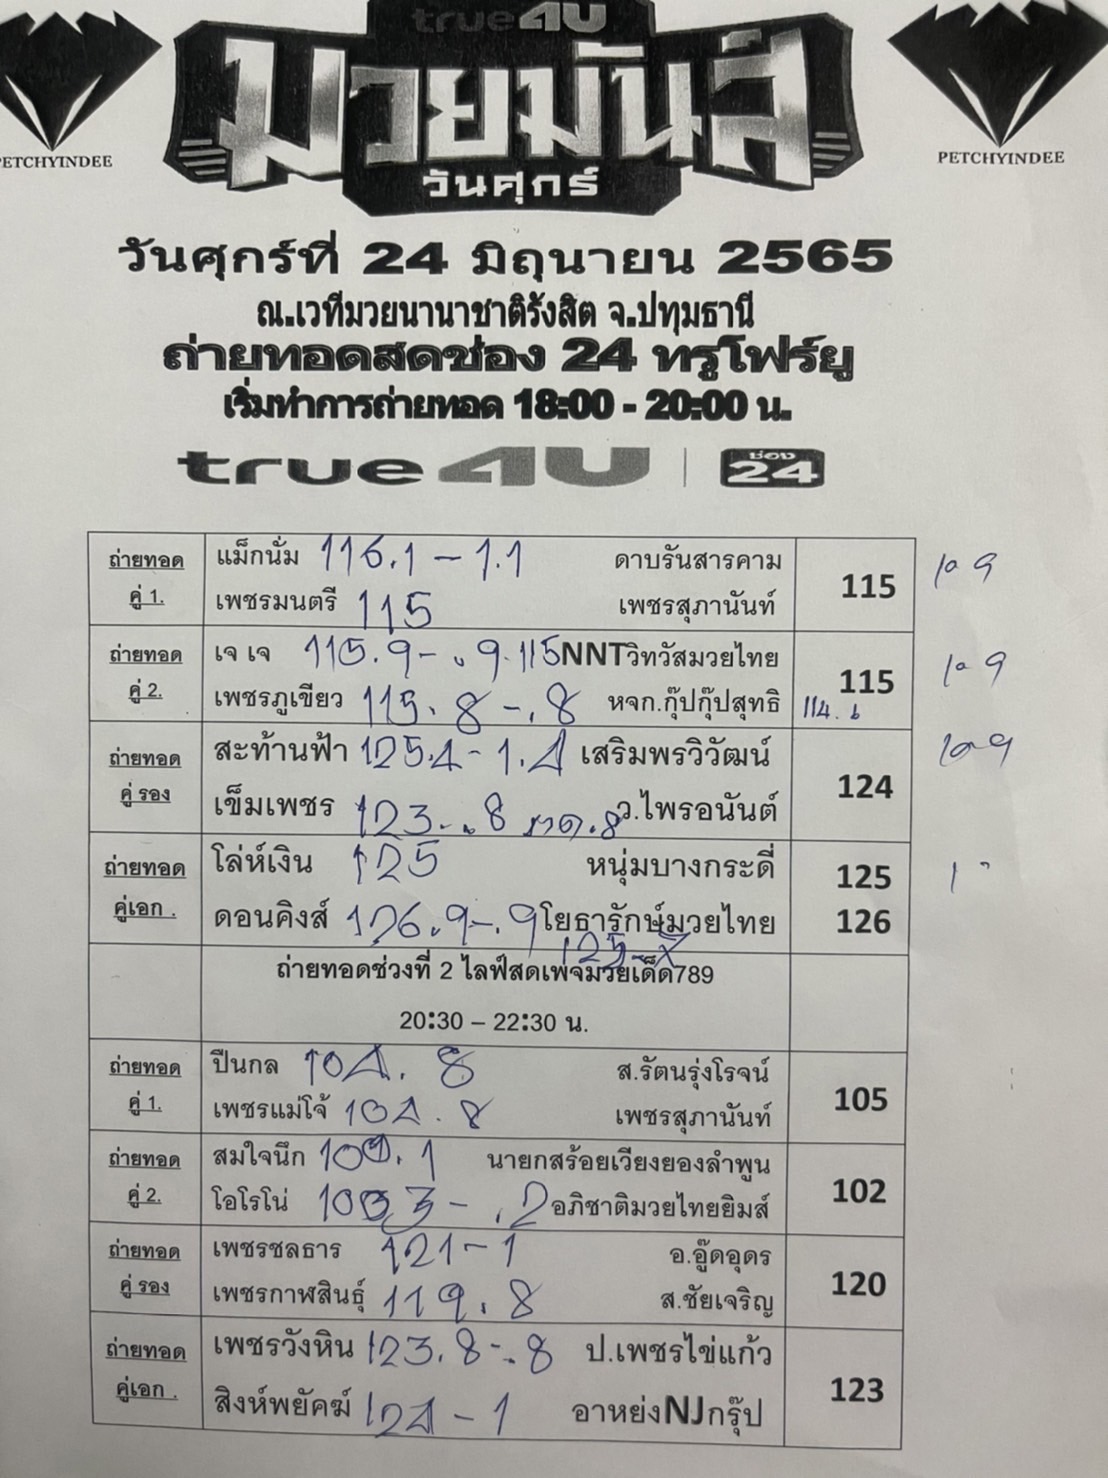 true4U
มวยมันส์
วันศุกร์
PETCHYINDEE
PETCHYINDEE
วันศุกร์ที่ 24 มิถุนายน 2565
ณ.เวทีมวยนานาชาติรังสิต จ.ปทุมธานี
ถ่ายทอดสดช่อง 24 ทรูโฟร์ยู
เริ่มทำการถ่ายทอด 18:00 - 20:00 น.
true4U | ช่อง 24
ถ่ายทอด คู่ 1. แม็กนั่ม 116.1 - 1.1 ดาบรันสารคาม 115
เพชรมนตรี 115 เพชรสุภานันท์
ถ่ายทอด คู่ 2. เจ เจ 115.9 - .9 115 NNTวิทวัสมวยไทย 115
เพชรภูเขียว 115.8 - .8 หจก.กุ๊ปกุ๊ปสุทธิ 114.6
ถ่ายทอด คู่ รอง สะท้านฟ้า 125.4 - 1.4 เสริมพรวิวัฒน์ 124
เข็มเพชร 123.8 ว.ไพรอนันต์
ถ่ายทอด คู่เอก . โล่ห์เงิน 125 หนุ่มบางกระดี่ 125
ดอนคิงส์ 126.9 - .9 โยธารักษ์มวยไทย 126
ถ่ายทอดช่วงที่ 2 ไลฟ์สดเพจมวยเด็ด789
20:30 – 22:30 น.
ถ่ายทอด คู่ 1. ปืนกล 104.8 ส.รัตนรุ่งโรจน์ 105
เพชรแม่โจ้ 104.8 เพชรสุภานันท์
ถ่ายทอด คู่ 2. สมใจนึก นายกสร้อยเวียงยองลำพูน 102
โอโรโน่ อภิชาติมวยไทยยิมส์
ถ่ายทอด คู่ รอง เพชรชลธาร 121 - 1 อ.อู๊ดอุดร 120
เพชรกาฬสินธุ์ 119.8 ส.ชัยเจริญ
ถ่ายทอด คู่เอก . เพชรวังหิน 123.8 - .8 ป.เพชรไข่แก้ว 123
สิงห์พยัคฆ์ 124 - 1 อาหย่งNJกรุ๊ป